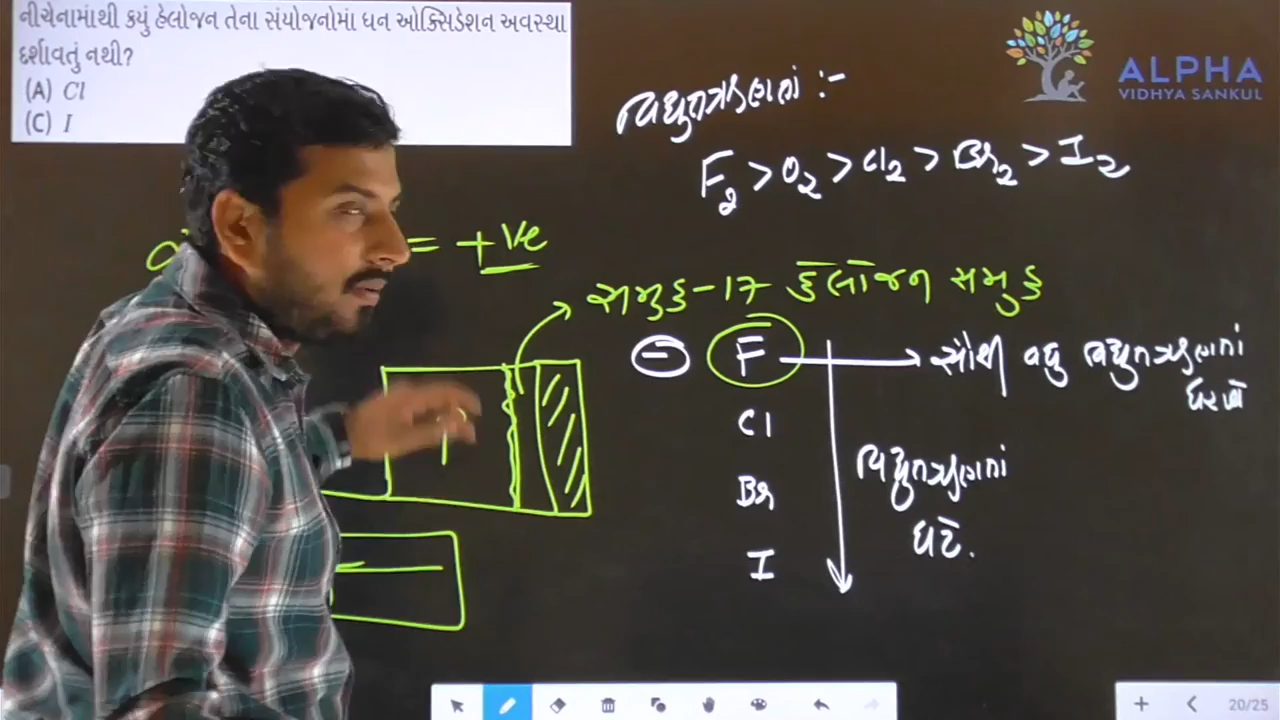 નીચેનામાંથી કયું હેલોજન તેના સંયોજનોમાં ધન ઓક્સિડેશન અવસ્થા
દર્શાવતું નથી?
(A) Cl
(C) I
ALPHA
VIDHYA SANKUL
વિદ્યુતઋણતાં :-
F2 > O2 > Cl2 > Br2 > I2
= +ve
સમુહ-17 હેલોજન સમુહ
- F સૌથી વધુ વિદ્યુતઋણતાં
ધરાવે
Cl
વિદ્યુતઋણતાં
Br
ઘટે.
I
20/25